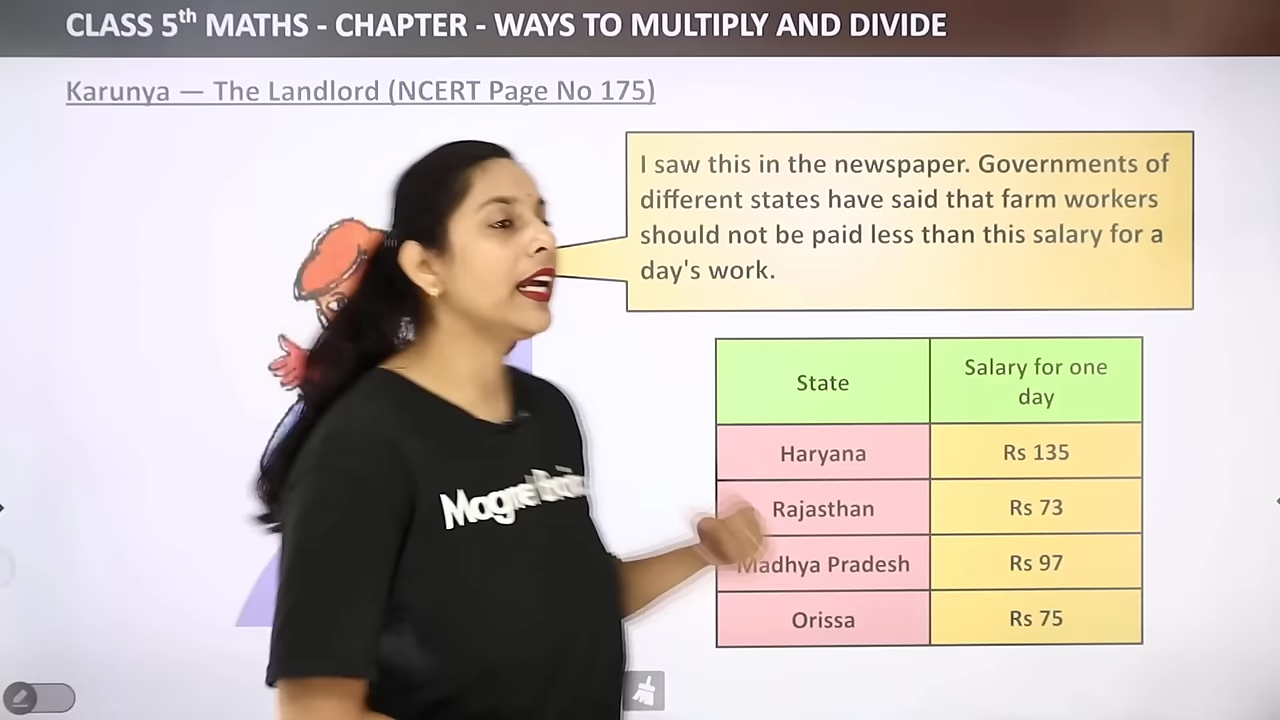 CLASS 5th MATHS - CHAPTER - WAYS TO MULTIPLY AND DIVIDE
Karunya — The Landlord (NCERT Page No 175)
I saw this in the newspaper. Governments of
different states have said that farm workers
should not be paid less than this salary for a
day's work.
State
Salary for one
day
Haryana
Rs 135
Rajasthan
Rs 73
Madhya Pradesh
Rs 97
Orissa
Rs 75